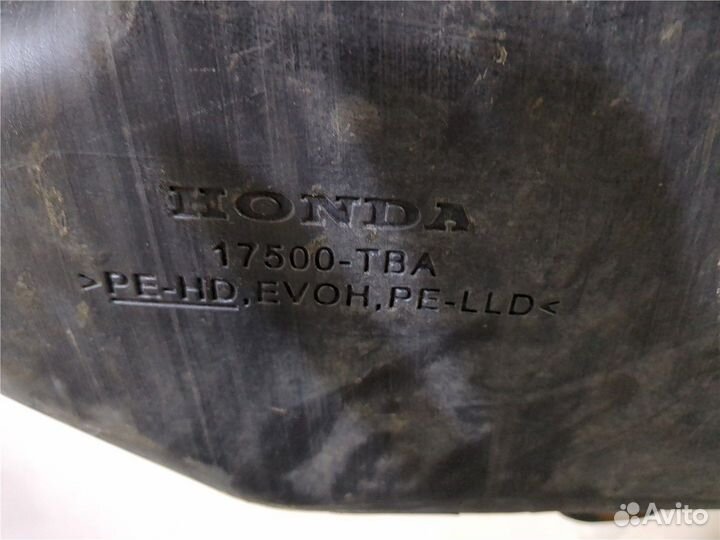 HONDA
17500-TBA
>PE-HD,EVOH,PE-LLD<
Avito